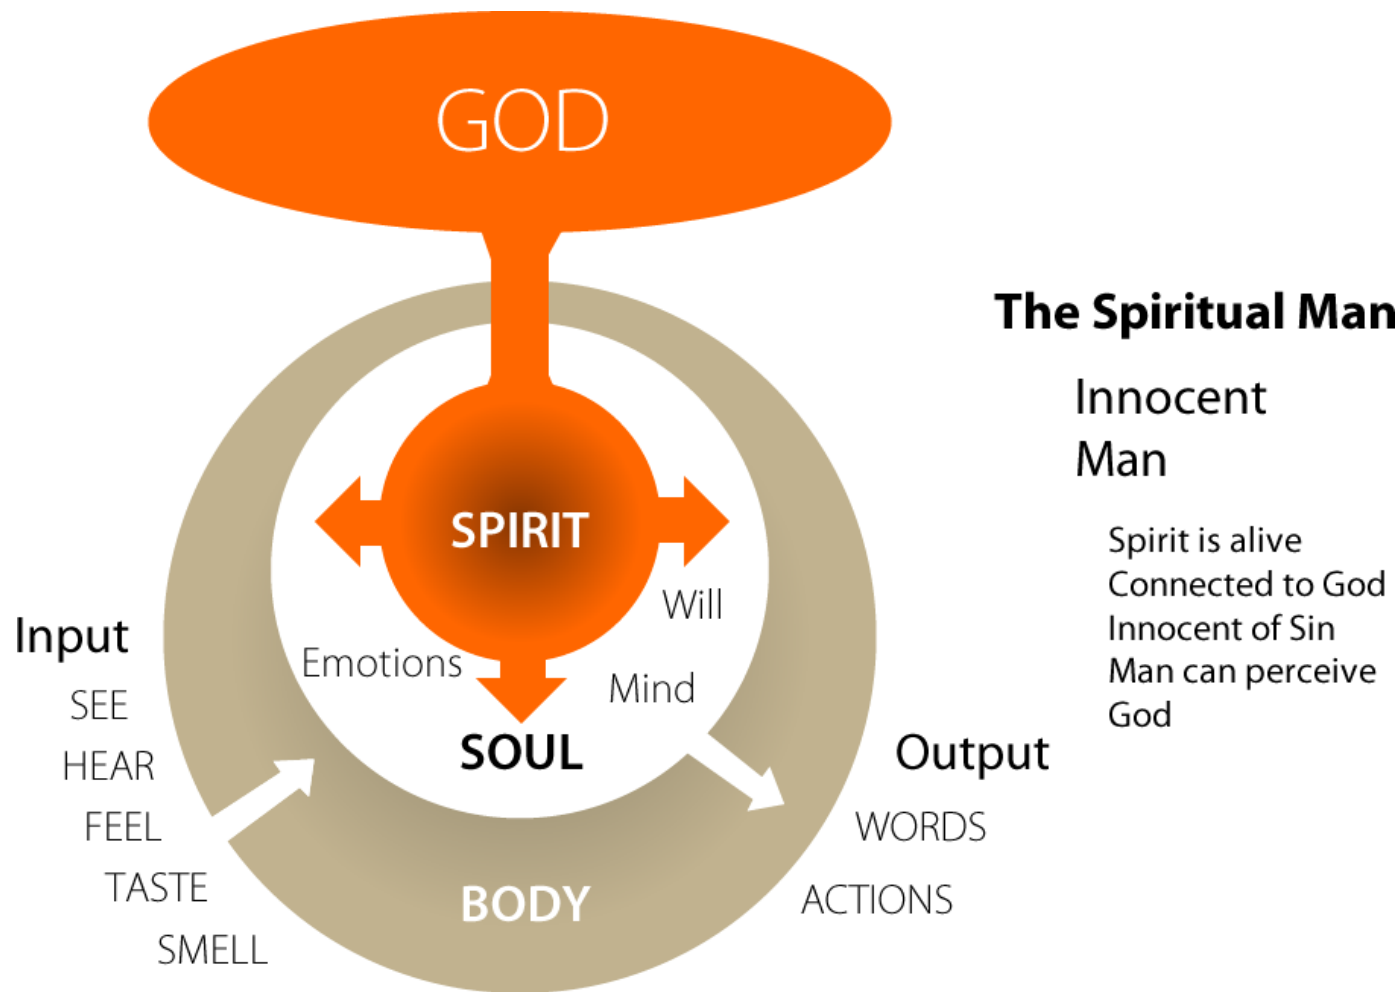 GOD
The Spiritual Man
Innocent
Man
SPIRIT
Spirit is alive
Connected to God
Innocent of Sin
Man can perceive
God
Will
Emotions
Mind
SOUL
BODY
Input
SEE
HEAR
FEEL
TASTE
SMELL
Output
WORDS
ACTIONS